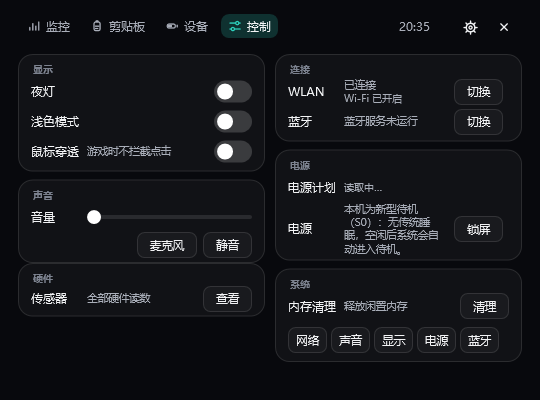 监控 剪贴板 设备 控制 20:35
显示
夜灯
浅色模式
鼠标穿透 游戏时不拦截点击
声音
音量
麦克风 静音
硬件
传感器 全部硬件读数 查看
连接
WLAN 已连接
Wi-Fi 已开启 切换
蓝牙 蓝牙服务未运行 切换
电源
电源计划 读取中...
电源 本机为新型待机
（S0）：无传统睡
眠，空闲后系统会自
动进入待机。 锁屏
系统
内存清理 释放闲置内存 清理
网络 声音 显示 电源 蓝牙